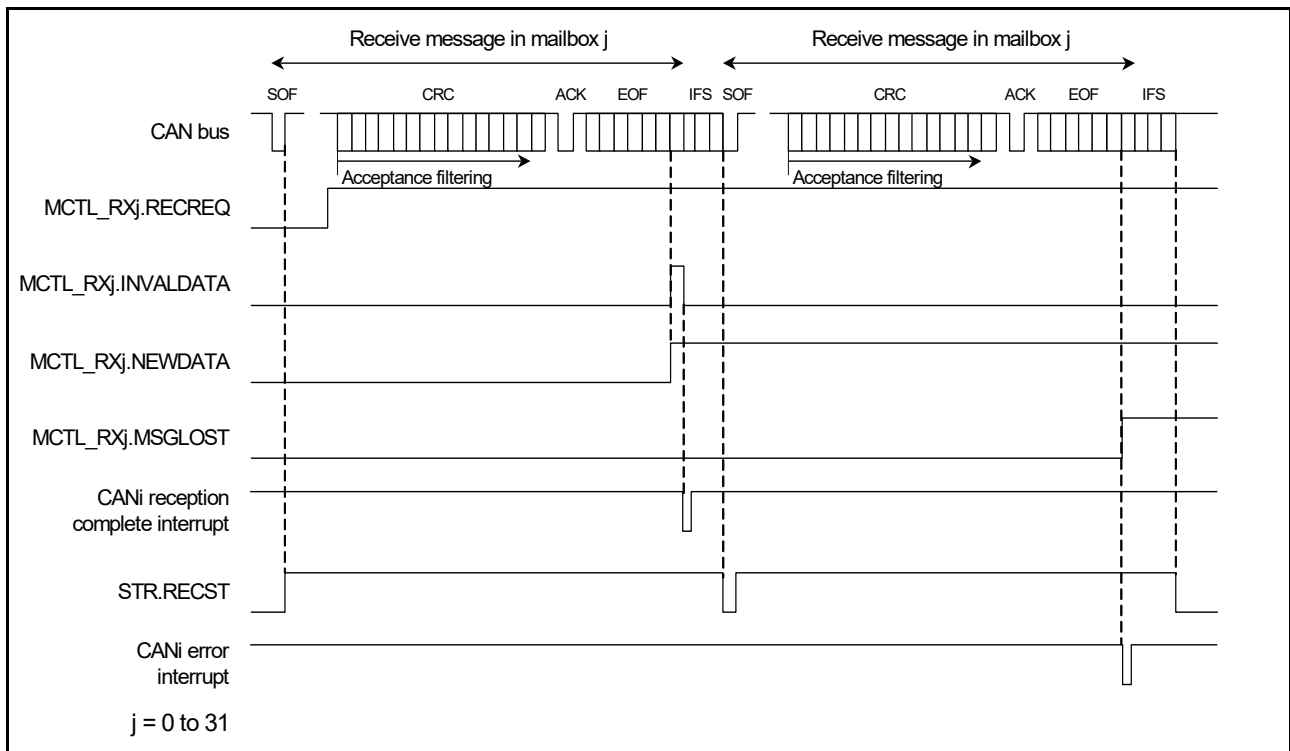 Receive message in mailbox j Receive message in mailbox j
SOF CRC ACK EOF IFS SOF CRC ACK EOF IFS
CAN bus
Acceptance filtering Acceptance filtering
MCTL_RXj.RECREQ
MCTL_RXj.INVALDATA
MCTL_RXj.NEWDATA
MCTL_RXj.MSGLOST
CANi reception
complete interrupt
STR.RECST
CANi error
interrupt
j = 0 to 31